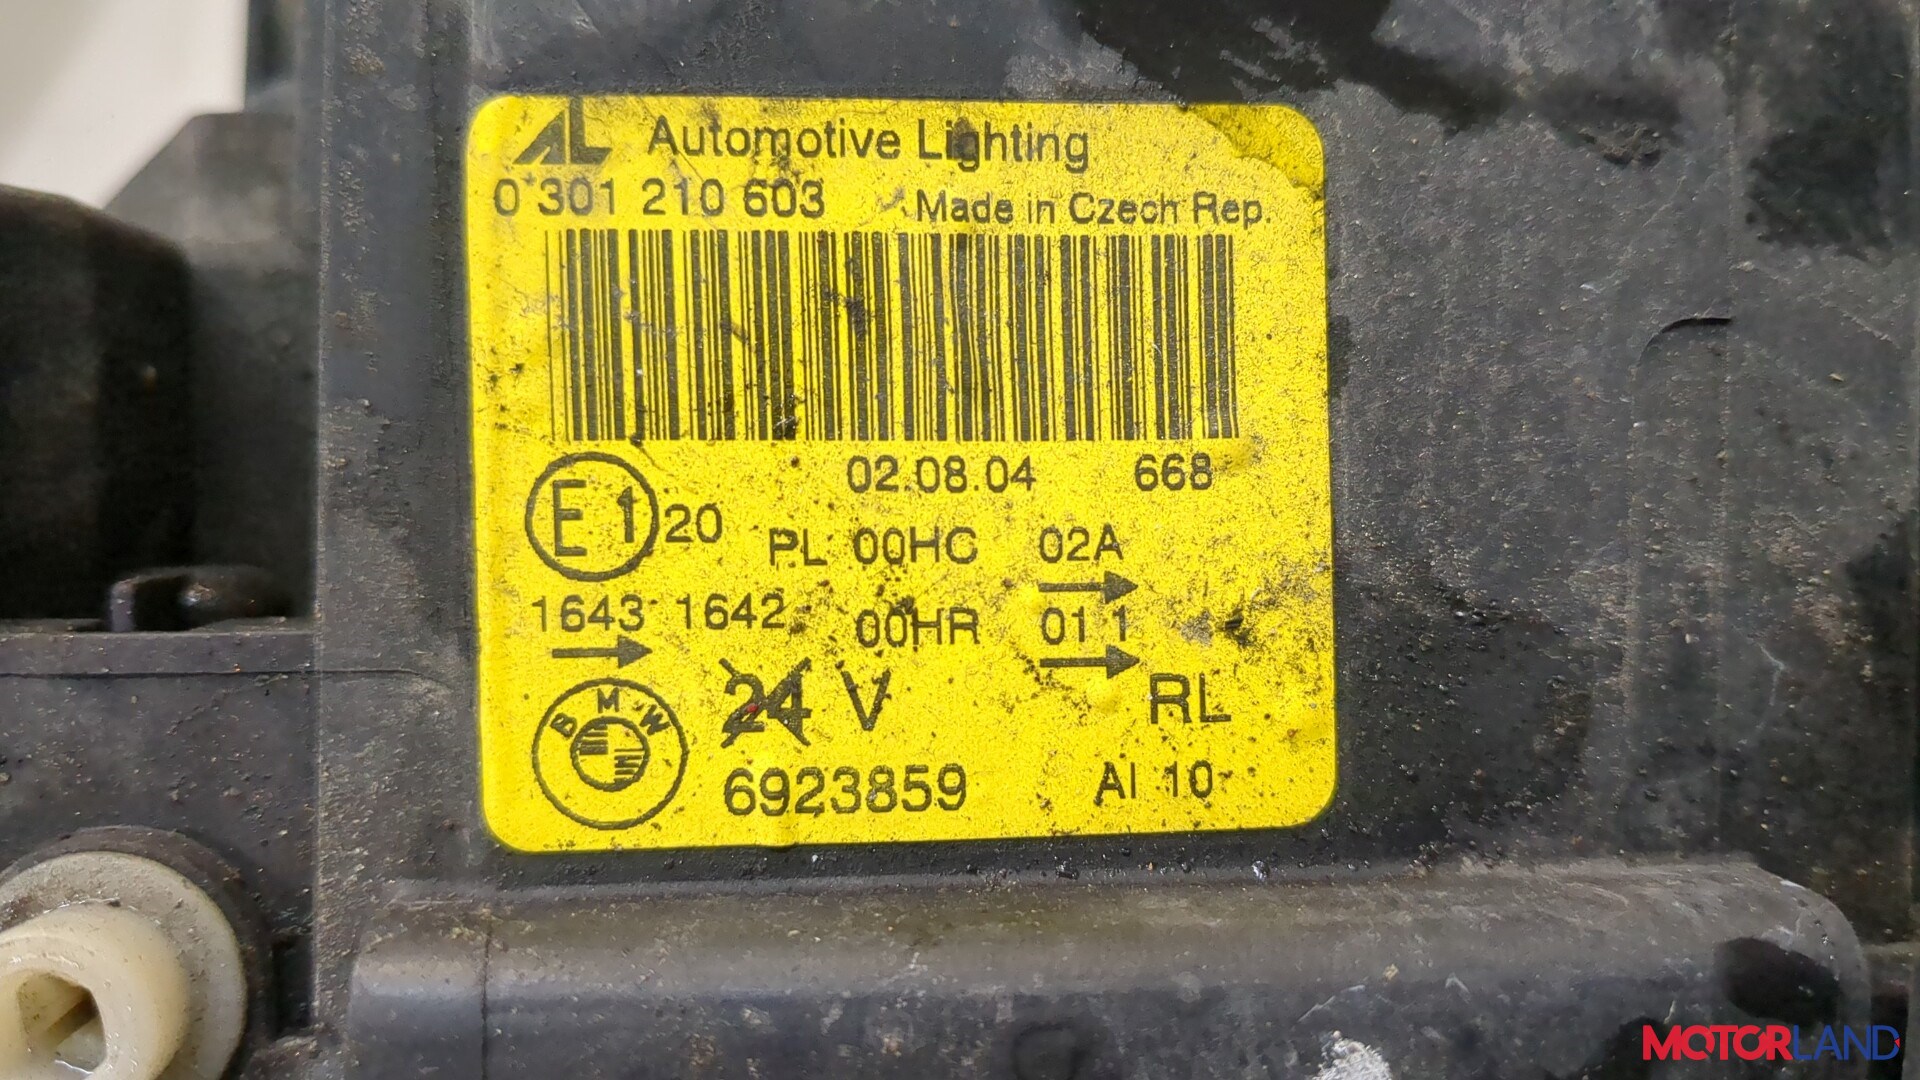 AL Automotive Lighting
0 301 210 603 Made in Czech Rep.
02.08.04 668
E1 20 PL 00HC 02A
1643 1642 00HR 01 1
BMW 24 V RL
6923859 AI 10
MOTORLAND